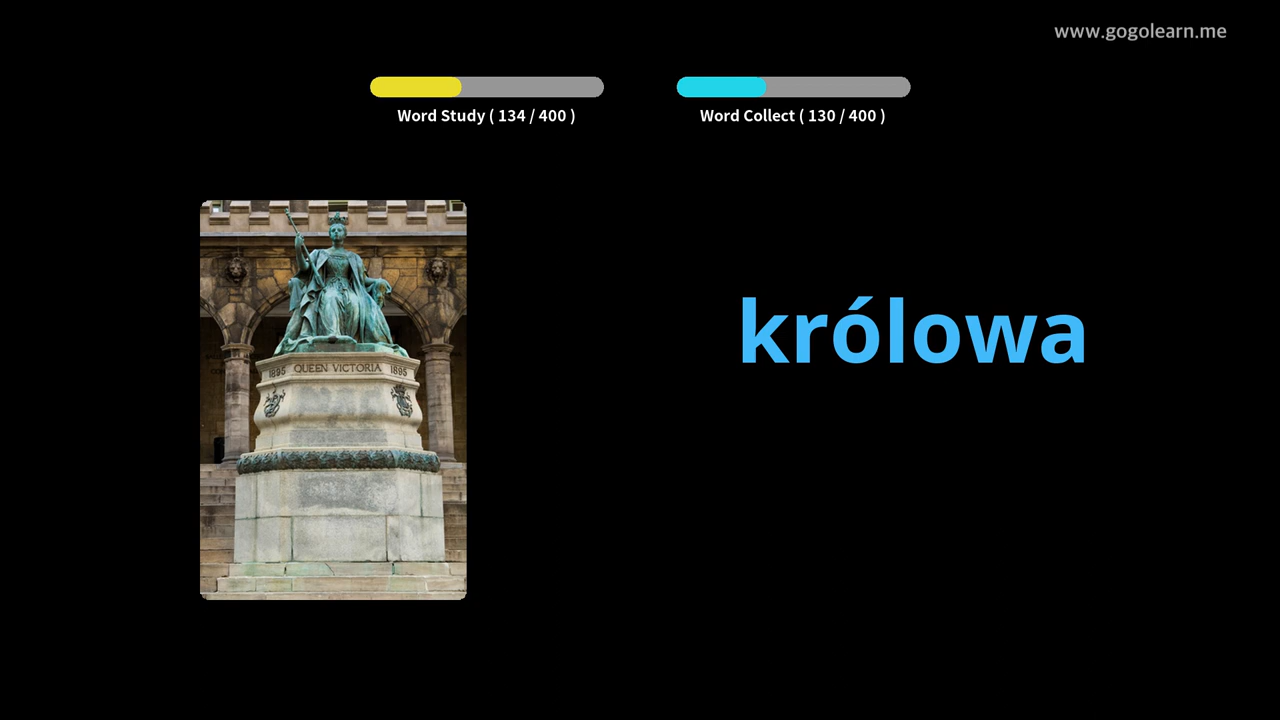 www.gogolearn.me
Word Study ( 134 / 400 )
Word Collect ( 130 / 400 )
królowa
1895 QUEEN VICTORIA 1895